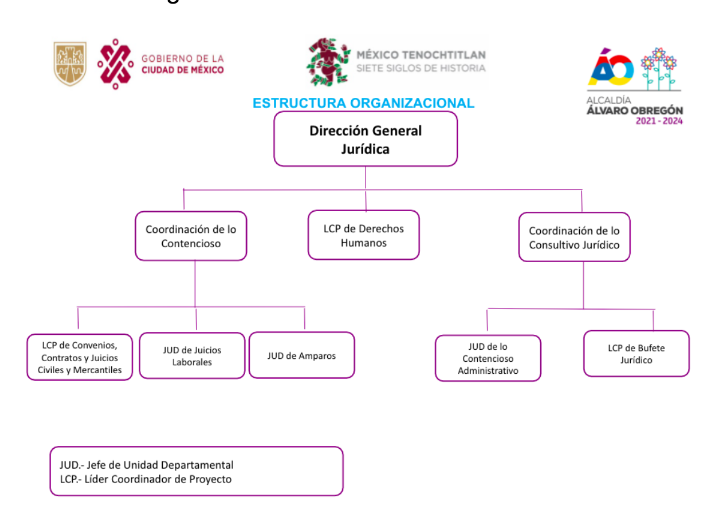 GOBIERNO DE LA
CIUDAD DE MÉXICO
MÉXICO TENOCHTITLAN
SIETE SIGLOS DE HISTORIA
ALCALDÍA
ÁLVARO OBREGÓN
2021 - 2024
ESTRUCTURA ORGANIZACIONAL
Dirección General
Jurídica
Coordinación de lo
Contencioso
LCP de Derechos
Humanos
Coordinación de lo
Consultivo Jurídico
LCP de Convenios,
Contratos y Juicios
Civiles y Mercantiles
JUD de Juicios
Laborales
JUD de Amparos
JUD de lo
Contencioso
Administrativo
LCP de Bufete
Jurídico
JUD.- Jefe de Unidad Departamental
LCP.- Líder Coordinador de Proyecto